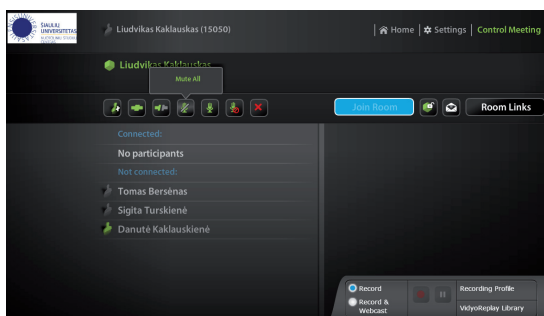 ŠIAULIŲ
UNIVERSITETAS
Liudvikas Kaklauskas (15050)
Home
Settings
Control Meeting
Liudvikas Kaklauskas
Mute All
Join Room
Room Links
Connected:
No participants
Not connected:
Tomas Bersėnas
Sigita Turskienė
Danutė Kaklauskienė
Record
Recording Profile
Record &
Webcast
VidyoReplay Library